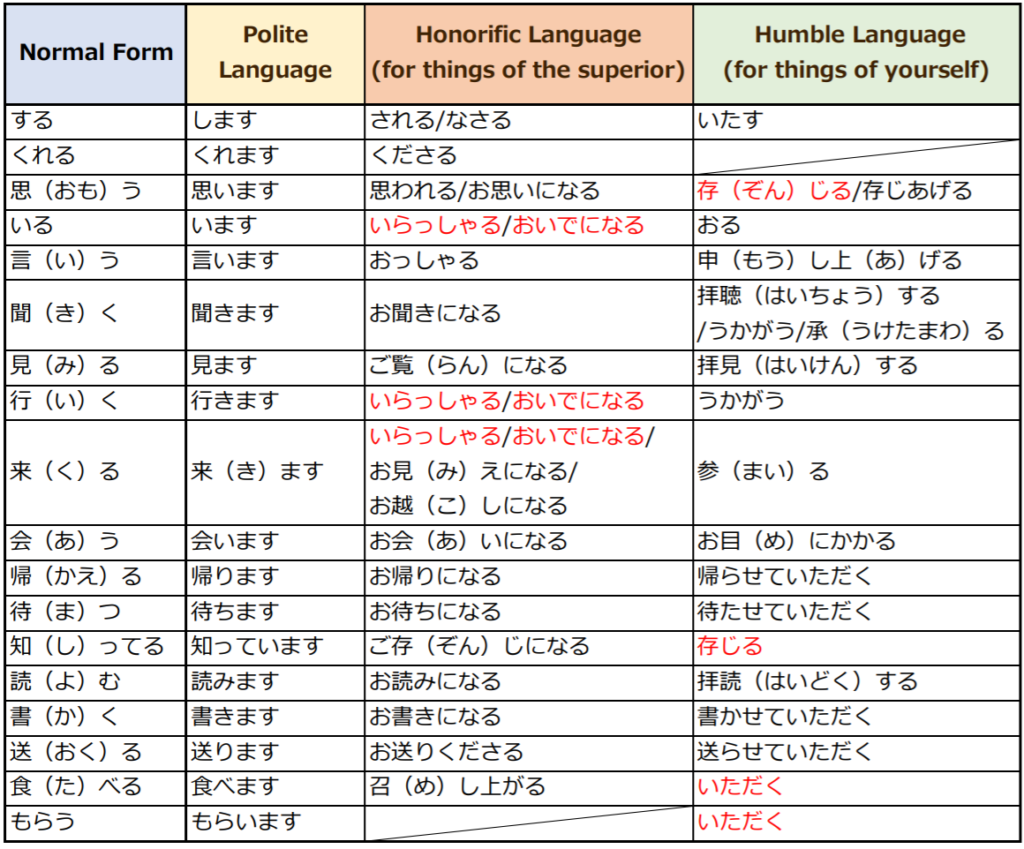 Normal Form
Polite
Language
Honorific Language
(for things of the superior)
Humble Language
(for things of yourself)
する
します
される/なさる
いたす
くれる
くれます
くださる
思（おも）う
思います
思われる/お思いになる
存（ぞん）じる/存じあげる
いる
います
いらっしゃる/おいでになる
おる
言（い）う
言います
おっしゃる
申（もう）し上（あ）げる
聞（き）く
聞きます
お聞きになる
拝聴（はいちょう）する
/うかがう/承（うけたまわ）る
見（み）る
見ます
ご覧（らん）になる
拝見（はいけん）する
行（い）く
行きます
いらっしゃる/おいでになる
うかがう
来（く）る
来（き）ます
いらっしゃる/おいでになる/
お見（み）えになる/
お越（こ）しになる
参（まい）る
会（あ）う
会います
お会（あ）いになる
お目（め）にかかる
帰（かえ）る
帰ります
お帰りになる
帰らせていただく
待（ま）つ
待ちます
お待ちになる
待たせていただく
知（し）ってる
知っています
ご存（ぞん）じになる
存じる
読（よ）む
読みます
お読みになる
拝読（はいどく）する
書（か）く
書きます
お書きになる
書かせていただく
送（おく）る
送ります
お送りくださる
送らせていただく
食（た）べる
食べます
召（め）し上がる
いただく
もらう
もらいます
いただく